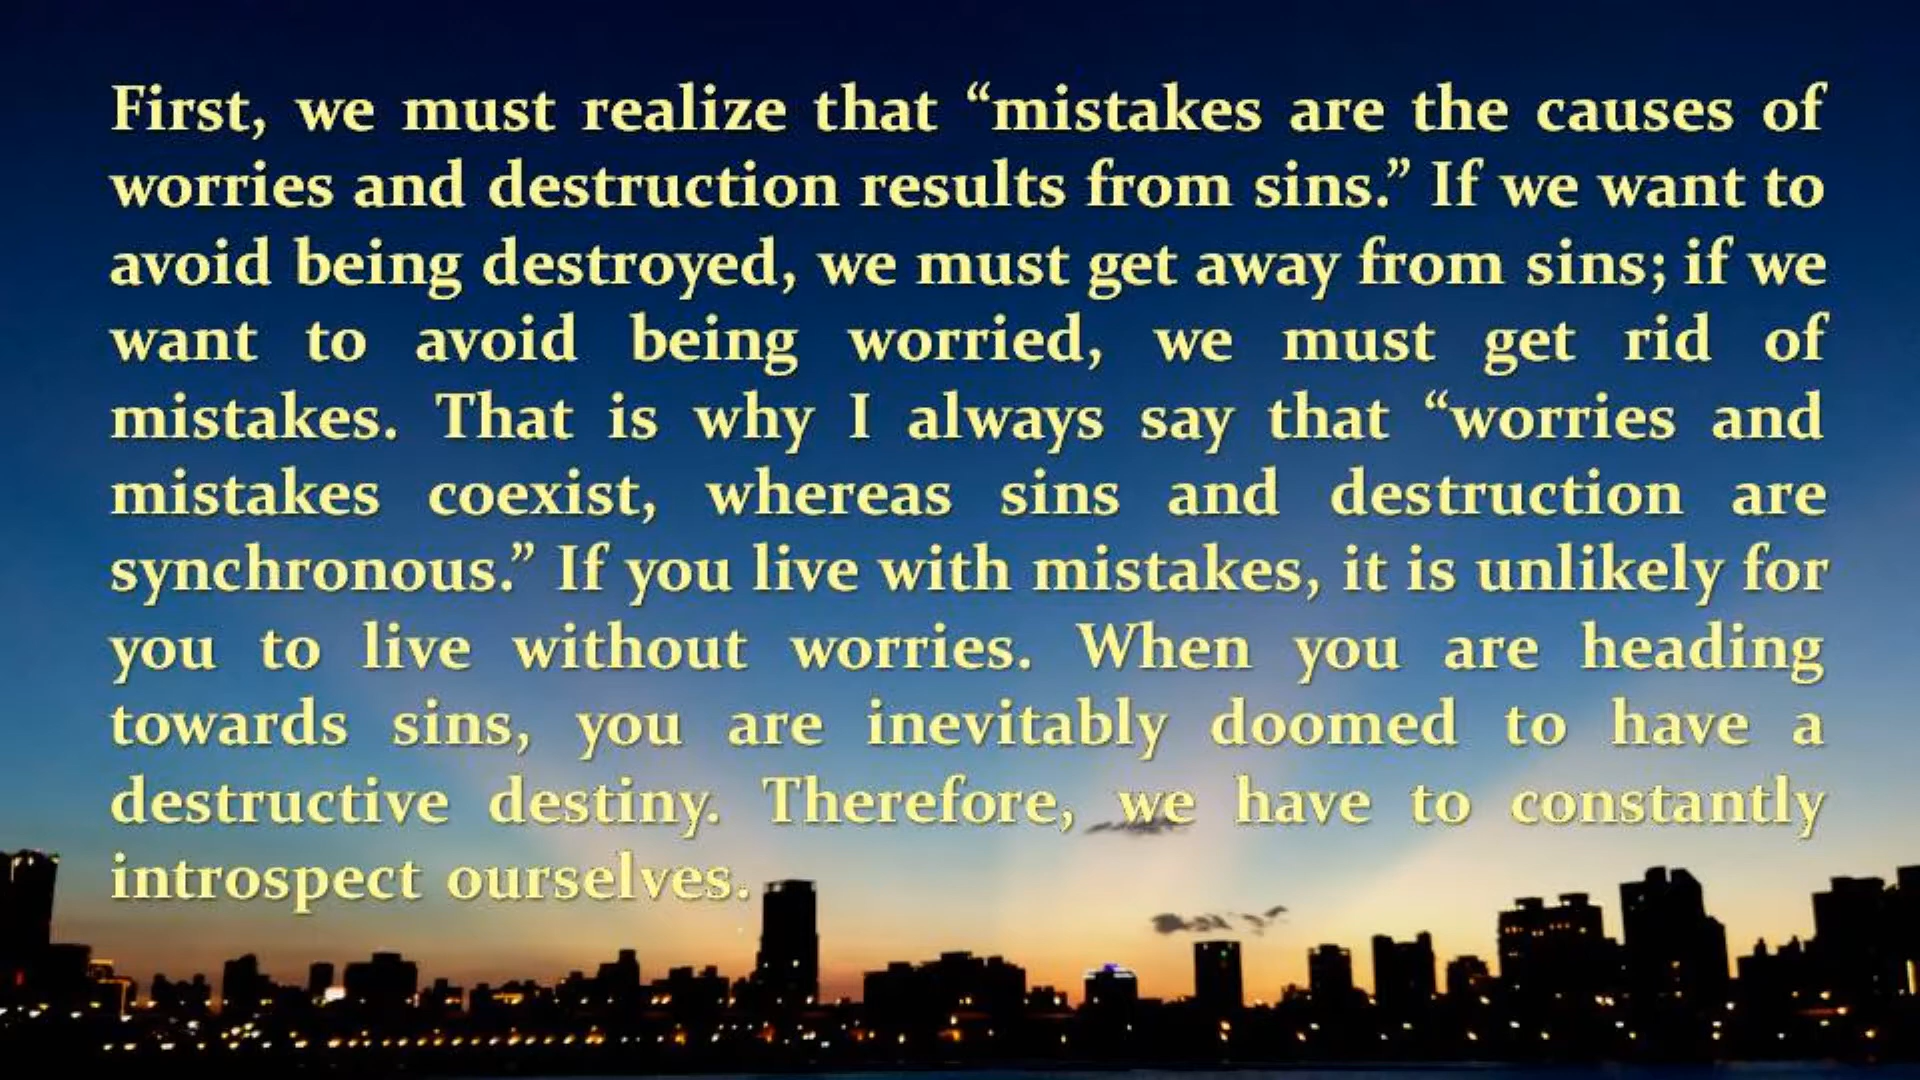 First, we must realize that “mistakes are the causes of
worries and destruction results from sins.” If we want to
avoid being destroyed, we must get away from sins; if we
want to avoid being worried, we must get rid of
mistakes. That is why I always say that “worries and
mistakes coexist, whereas sins and destruction are
synchronous.” If you live with mistakes, it is unlikely for
you to live without worries. When you are heading
towards sins, you are inevitably doomed to have a
destructive destiny. Therefore, we have to constantly
introspect ourselves.